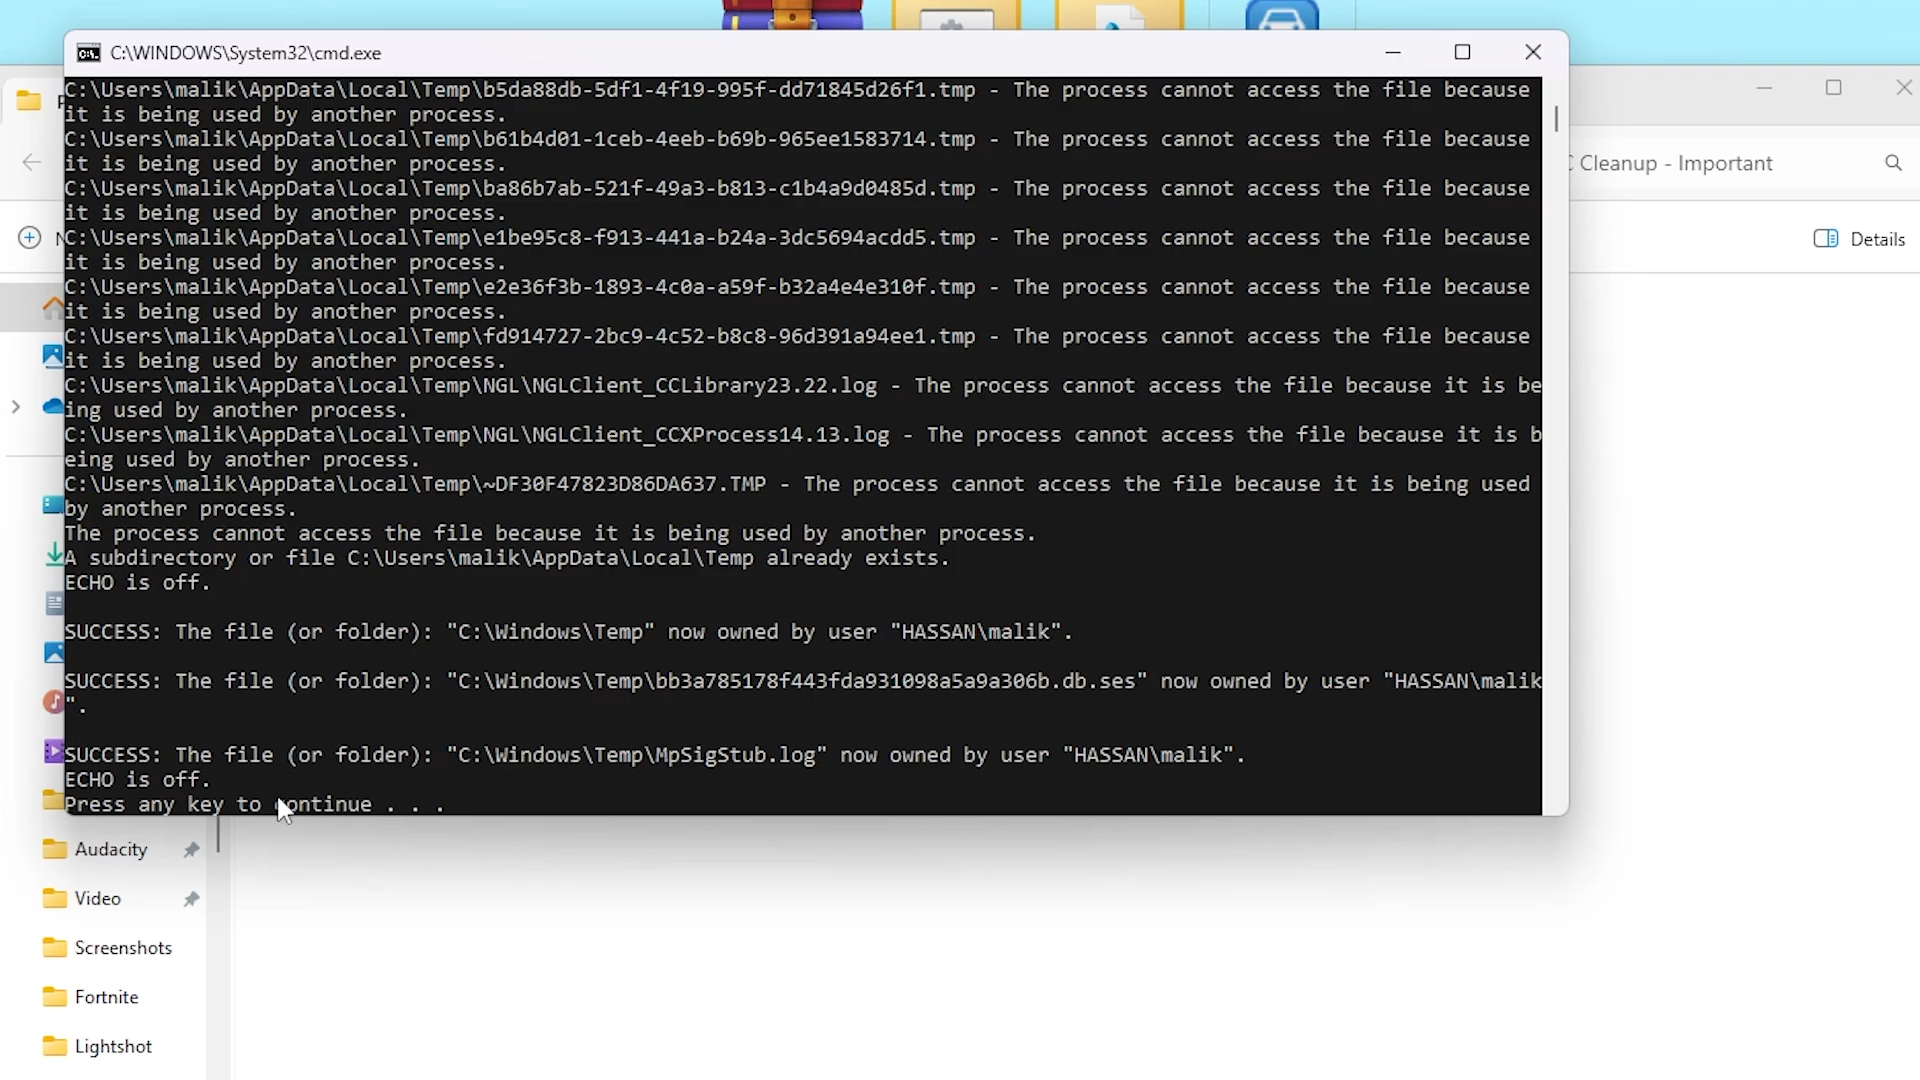 C:\WINDOWS\System32\cmd.exe
C:\Users\malik\AppData\Local\Temp\b5da88db-5df1-4f19-995f-dd71845d26f1.tmp - The process cannot access the file because
it is being used by another process.
C:\Users\malik\AppData\Local\Temp\b61b4d01-1ceb-4eeb-b69b-965ee1583714.tmp - The process cannot access the file because
it is being used by another process.
C:\Users\malik\AppData\Local\Temp\ba86b7ab-521f-49a3-b813-c1b4a9d0485d.tmp - The process cannot access the file because
it is being used by another process.
C:\Users\malik\AppData\Local\Temp\e1be95c8-f913-441a-b24a-3dc5694acdd5.tmp - The process cannot access the file because
it is being used by another process.
C:\Users\malik\AppData\Local\Temp\e2e36f3b-1893-4c0a-a59f-b32a4e4e310f.tmp - The process cannot access the file because
it is being used by another process.
C:\Users\malik\AppData\Local\Temp\fd914727-2bc9-4c52-b8c8-96d391a94ee1.tmp - The process cannot access the file because
it is being used by another process.
C:\Users\malik\AppData\Local\Temp\NGL\NGLClient_CCLibrary23.22.log - The process cannot access the file because it is be
ing used by another process.
C:\Users\malik\AppData\Local\Temp\NGL\NGLClient_CCXProcess14.13.log - The process cannot access the file because it is b
eing used by another process.
C:\Users\malik\AppData\Local\Temp\~DF30F47823D86DA637.TMP - The process cannot access the file because it is being used
by another process.
The process cannot access the file because it is being used by another process.
A subdirectory or file C:\Users\malik\AppData\Local\Temp already exists.
ECHO is off.
SUCCESS: The file (or folder): "C:\Windows\Temp" now owned by user "HASSAN\malik".
SUCCESS: The file (or folder): "C:\Windows\Temp\bb3a785178f443fda931098a5a9a306b.db.ses" now owned by user "HASSAN\malik
".
SUCCESS: The file (or folder): "C:\Windows\Temp\MpSigStub.log" now owned by user "HASSAN\malik".
ECHO is off.
Press any key to continue . . .
C Cleanup - Important
Details
Audacity
Video
Screenshots
Fortnite
Lightshot